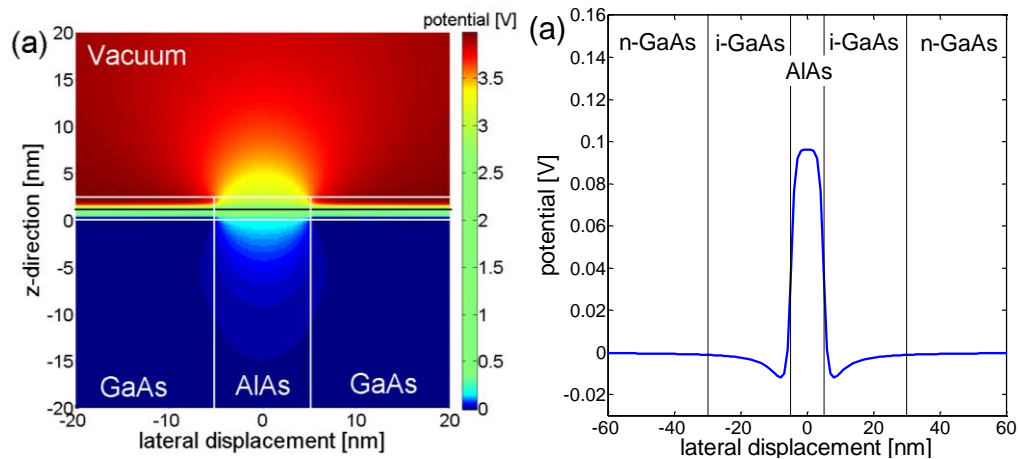 (a)
potential [V]
Vacuum
20
15
10
5
0
-5
-10
-15
-20
z-direction [nm]
GaAs
AlAs
GaAs
-20
-10
0
10
20
lateral displacement [nm]
3.5
3
2.5
2
1.5
1
0.5
0
(a)
0.16
0.14
0.12
0.1
0.08
0.06
0.04
0.02
0
-0.02
potential [V]
n-GaAs
i-GaAs
AlAs
i-GaAs
n-GaAs
-60
-40
-20
0
20
40
60
lateral displacement [nm]